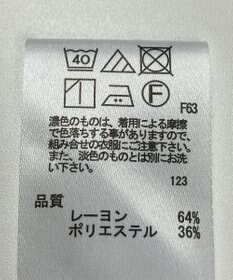 40
F
F63
濃色のものは、着用による摩擦
で色落ちする事がありますので、
組み合せの衣服にご注意下さい。
また、淡色のものとは別にお洗
い下さい。
123
品質
レーヨン 64%
ポリエステル 36%